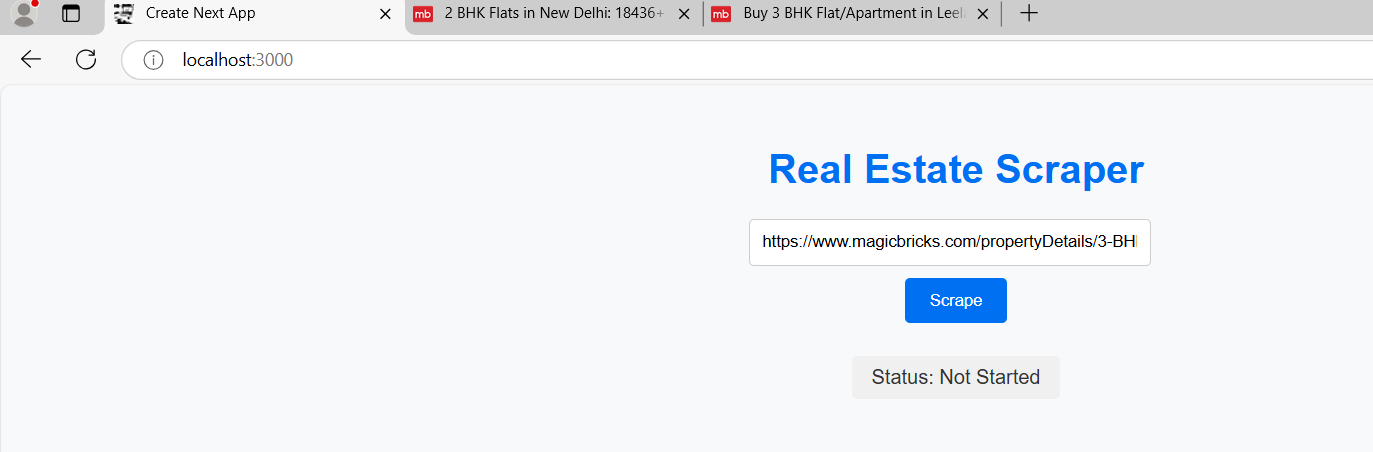 Create Next App
mb 2 BHK Flats in New Delhi: 18436+
mb Buy 3 BHK Flat/Apartment in Leel
localhost:3000
Real Estate Scraper
https://www.magicbricks.com/propertyDetails/3-BH
Scrape
Status: Not Started